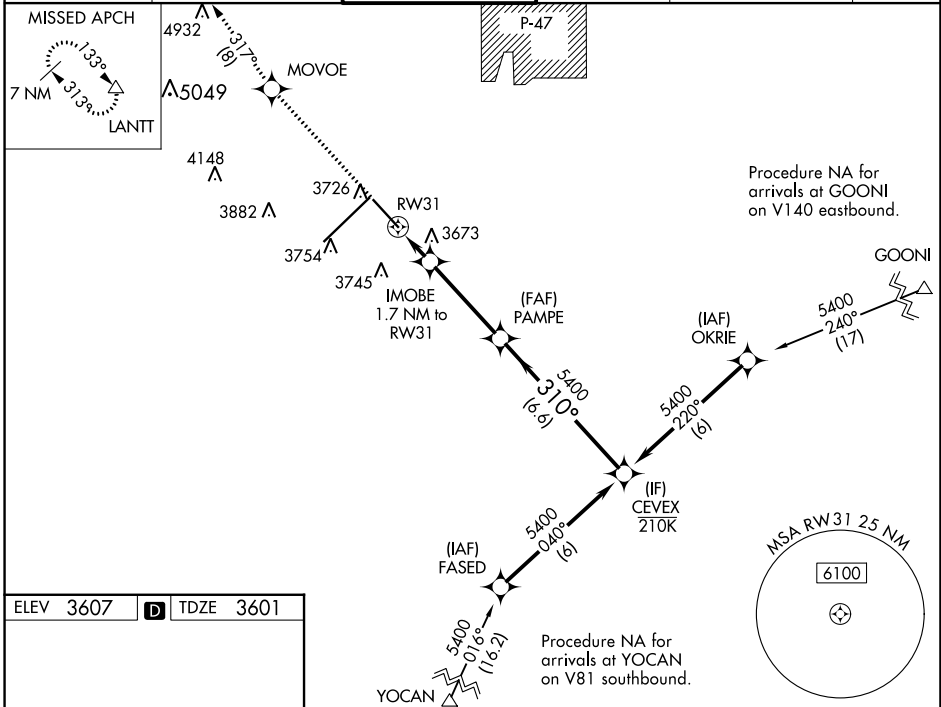 MISSED APCH
133°
7 NM
313°
LANTT
4932
317°
(8)
MOVOE
5049
P-47
4148
3882
3726
RW31
3673
3754
3745
IMOBE
1.7 NM to
RW31
(FAF)
PAMPE
Procedure NA for
arrivals at GOONI
on V140 eastbound.
GOONI
5400
240°
(17)
(IAF)
OKRIE
5400
220°
(6)
5400
310°
(6.6)
(IF)
CEVEX
210K
5400
040°
(6)
(IAF)
FASED
MSA RW31 25 NM
6100
ELEV 3607 D TDZE 3601
5400
016°
(16.2)
YOCAN
Procedure NA for
arrivals at YOCAN
on V81 southbound.